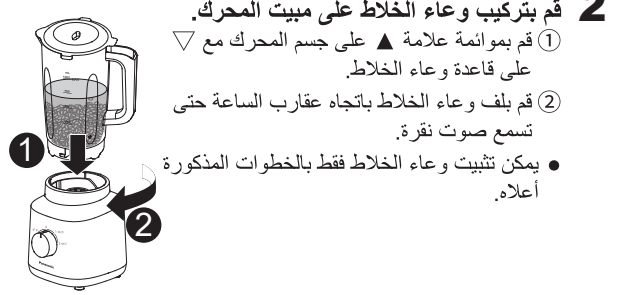 2 قم بتركيب وعاء الخلاط على مبيت المحرك.
① قم بموائمة علامة ▲ على جسم المحرك مع ▽
على قاعدة وعاء الخلاط.
② قم بلف وعاء الخلاط باتجاه عقارب الساعة حتى
تسمع صوت نقرة.
● يمكن تثبيت وعاء الخلاط فقط بالخطوات المذكورة
أعلاه.
1
2
Panasonic